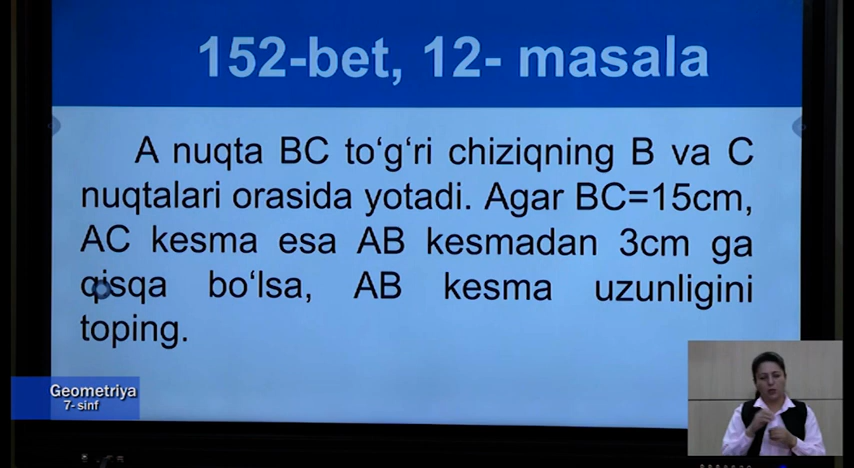 152-bet, 12- masala
A nuqta BC to‘g‘ri chiziqning B va C
nuqtalari orasida yotadi. Agar BC=15cm,
AC kesma esa AB kesmadan 3cm ga
qisqa bo‘lsa, AB kesma uzunligini
toping.
Geometriya
7- sinf